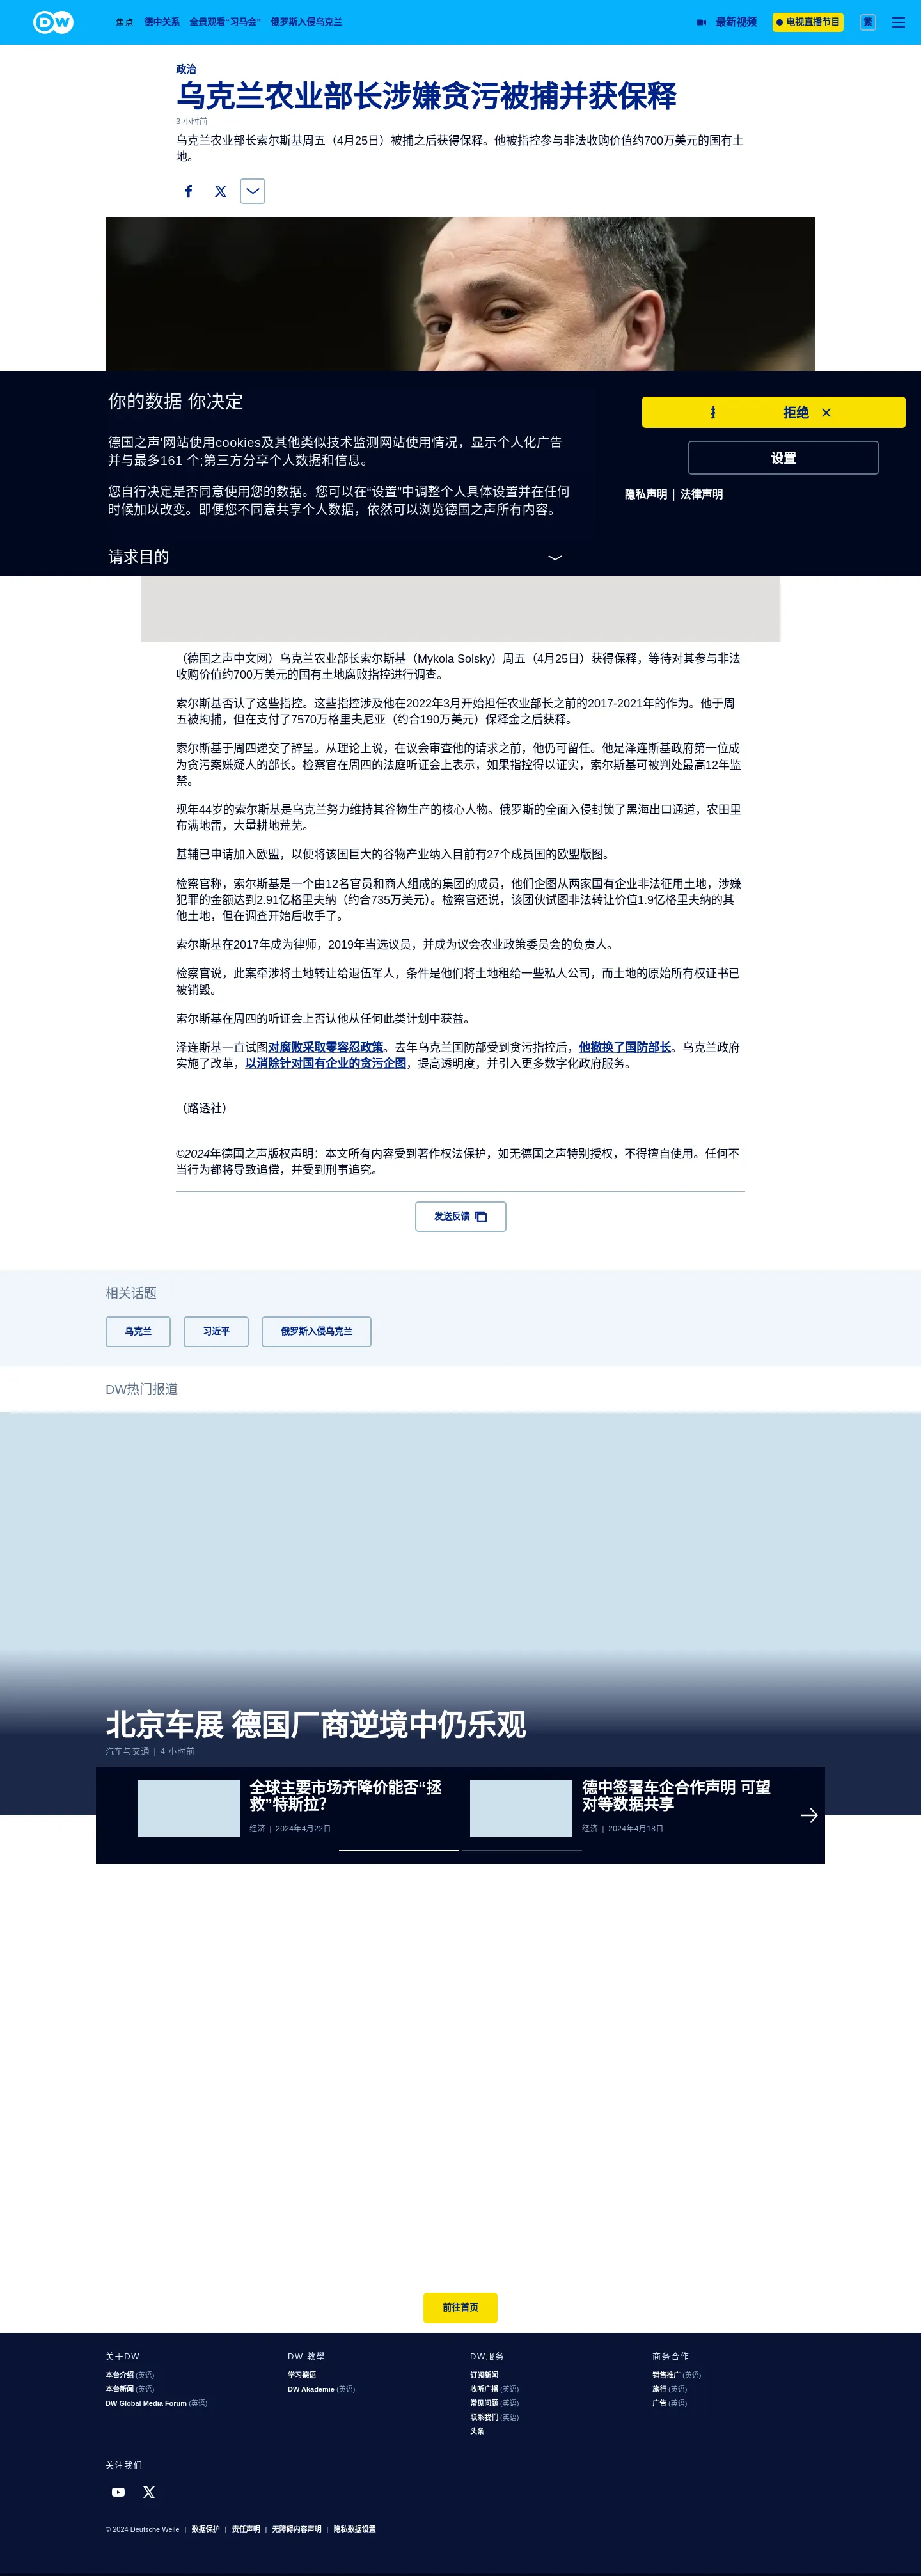 DW
焦点 德中关系 全景观看“习马会” 俄罗斯入侵乌克兰 最新视频 电视直播节目 繁
政治
乌克兰农业部长涉嫌贪污被捕并获保释
3 小时前
乌克兰农业部长索尔斯基周五（4月25日）被捕之后获得保释。他被指控参与非法收购价值约700万美元的国有土
地。
你的数据 你决定
德国之声'网站使用cookies及其他类似技术监测网站使用情况，显示个人化广告
并与最多161 个;第三方分享个人数据和信息。
您自行决定是否同意使用您的数据。您可以在“设置”中调整个人具体设置并在任何
时候加以改变。即便您不同意共享个人数据，依然可以浏览德国之声所有内容。
请求目的
拒绝
设置
隐私声明 | 法律声明
（德国之声中文网）乌克兰农业部长索尔斯基（Mykola Solsky）周五（4月25日）获得保释，等待对其参与非法
收购价值约700万美元的国有土地腐败指控进行调查。
索尔斯基否认了这些指控。这些指控涉及他在2022年3月开始担任农业部长之前的2017-2021年的作为。他于周
五被拘捕，但在支付了7570万格里夫尼亚（约合190万美元）保释金之后获释。
索尔斯基于周四递交了辞呈。从理论上说，在议会审查他的请求之前，他仍可留任。他是泽连斯基政府第一位成
为贪污案嫌疑人的部长。检察官在周四的法庭听证会上表示，如果指控得以证实，索尔斯基可被判处最高12年监
禁。
现年44岁的索尔斯基是乌克兰努力维持其谷物生产的核心人物。俄罗斯的全面入侵封锁了黑海出口通道，农田里
布满地雷，大量耕地荒芜。
基辅已申请加入欧盟，以便将该国巨大的谷物产业纳入目前有27个成员国的欧盟版图。
检察官称，索尔斯基是一个由12名官员和商人组成的集团的成员，他们企图从两家国有企业非法征用土地，涉嫌
犯罪的金额达到2.91亿格里夫纳（约合735万美元）。检察官还说，该团伙试图非法转让价值1.9亿格里夫纳的其
他土地，但在调查开始后收手了。
索尔斯基在2017年成为律师，2019年当选议员，并成为议会农业政策委员会的负责人。
检察官说，此案牵涉将土地转让给退伍军人，条件是他们将土地租给一些私人公司，而土地的原始所有权证书已
被销毁。
索尔斯基在周四的听证会上否认他从任何此类计划中获益。
泽连斯基一直试图对腐败采取零容忍政策。去年乌克兰国防部受到贪污指控后，他撤换了国防部长。乌克兰政府
实施了改革，以消除针对国有企业的贪污企图，提高透明度，并引入更多数字化政府服务。
（路透社）
©2024年德国之声版权声明：本文所有内容受到著作权法保护，如无德国之声特别授权，不得擅自使用。任何不
当行为都将导致追偿，并受到刑事追究。
发送反馈
相关话题
乌克兰 习近平 俄罗斯入侵乌克兰
DW热门报道
北京车展 德国厂商逆境中仍乐观
汽车与交通 | 4 小时前
全球主要市场齐降价能否“拯
救”特斯拉？
经济 | 2024年4月22日
德中签署车企合作声明 可望
对等数据共享
经济 | 2024年4月18日
前往首页
关于DW
本台介绍 (英语)
本台新闻 (英语)
DW Global Media Forum (英语)
DW 教學
学习德语
DW Akademie (英语)
DW服务
订阅新闻
收听广播 (英语)
常见问题 (英语)
联系我们 (英语)
头条
商务合作
销售推广 (英语)
旅行 (英语)
广告 (英语)
关注我们
© 2024 Deutsche Welle | 数据保护 | 责任声明 | 无障碍内容声明 | 隐私数据设置